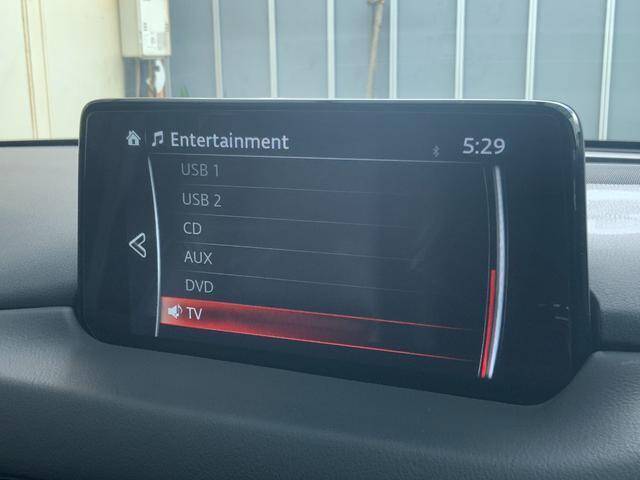 Entertainment
5:29
USB 1
USB 2
CD
AUX
DVD
TV